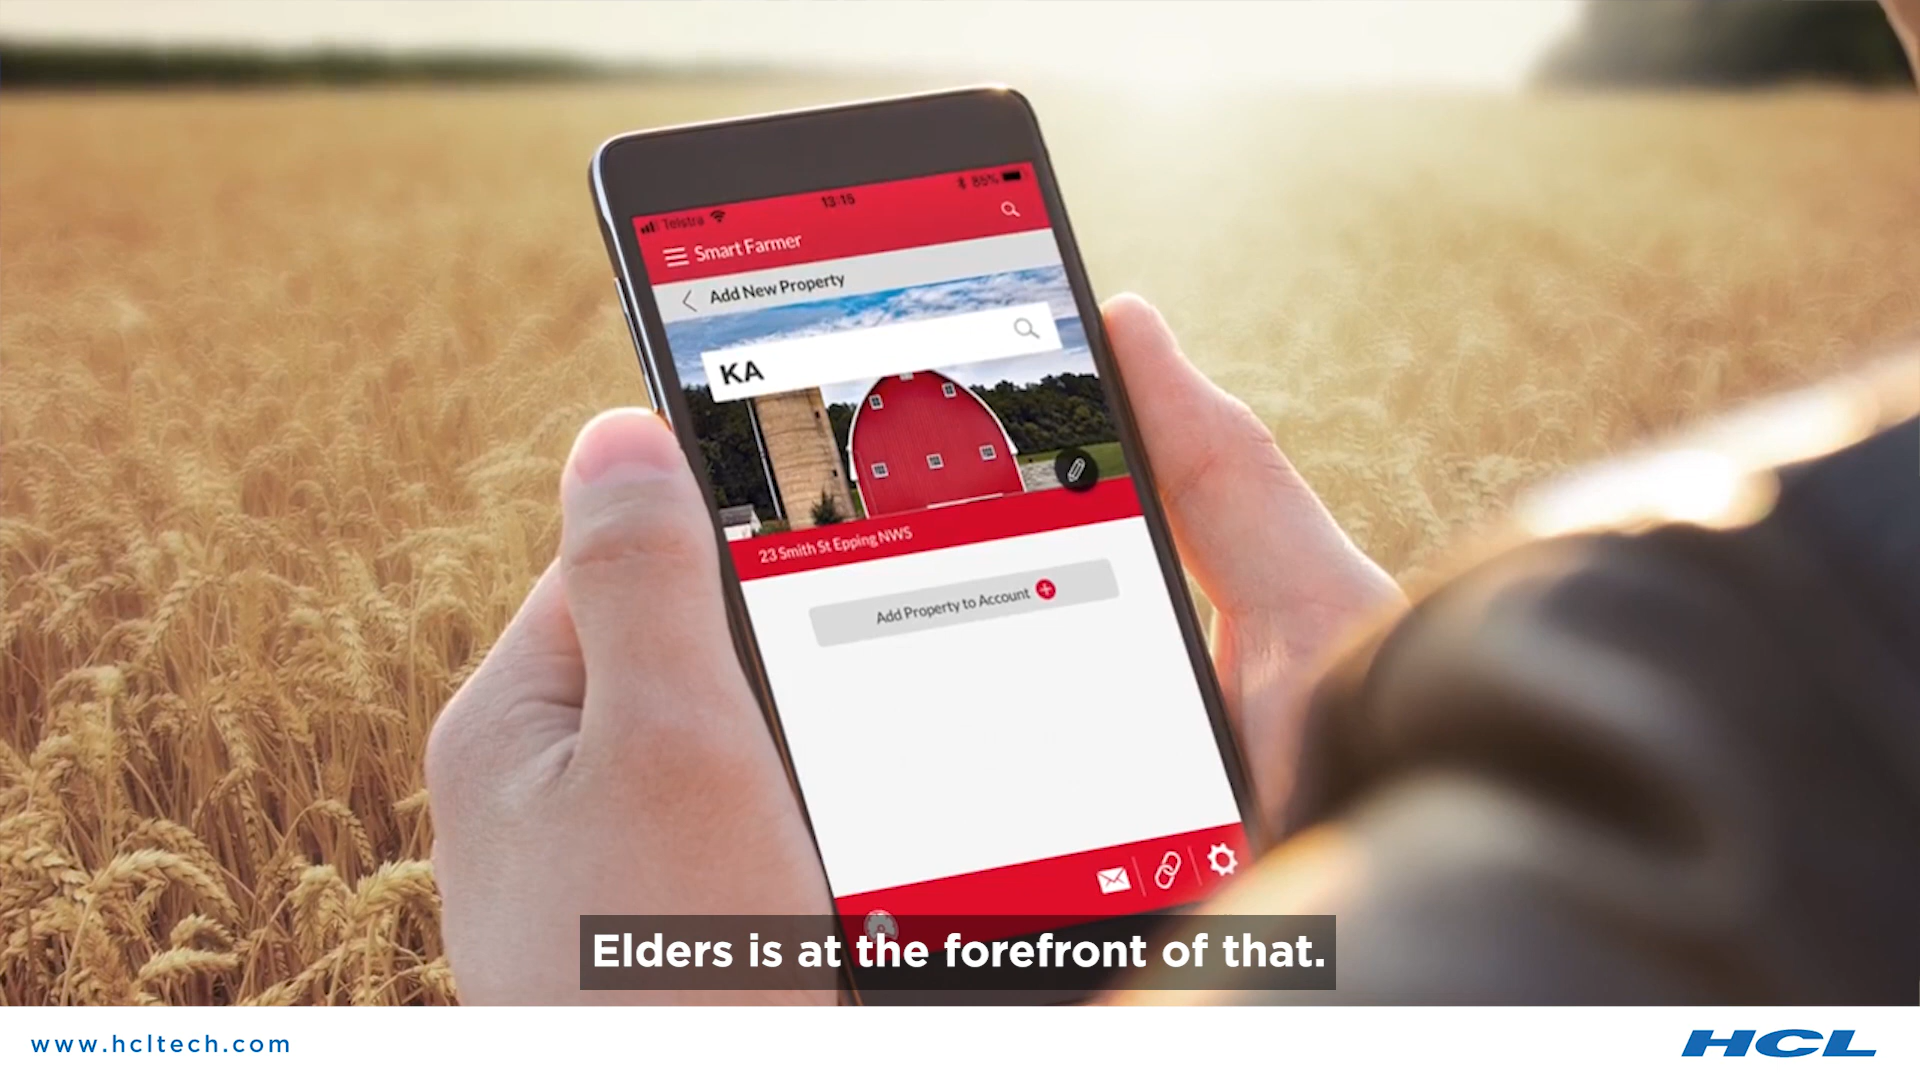 Telstra
13:15
86%
Smart Farmer
Add New Property
KA
23 Smith St Epping NWS
Add Property to Account
Elders is at the forefront of that.
www.hcltech.com
HCL